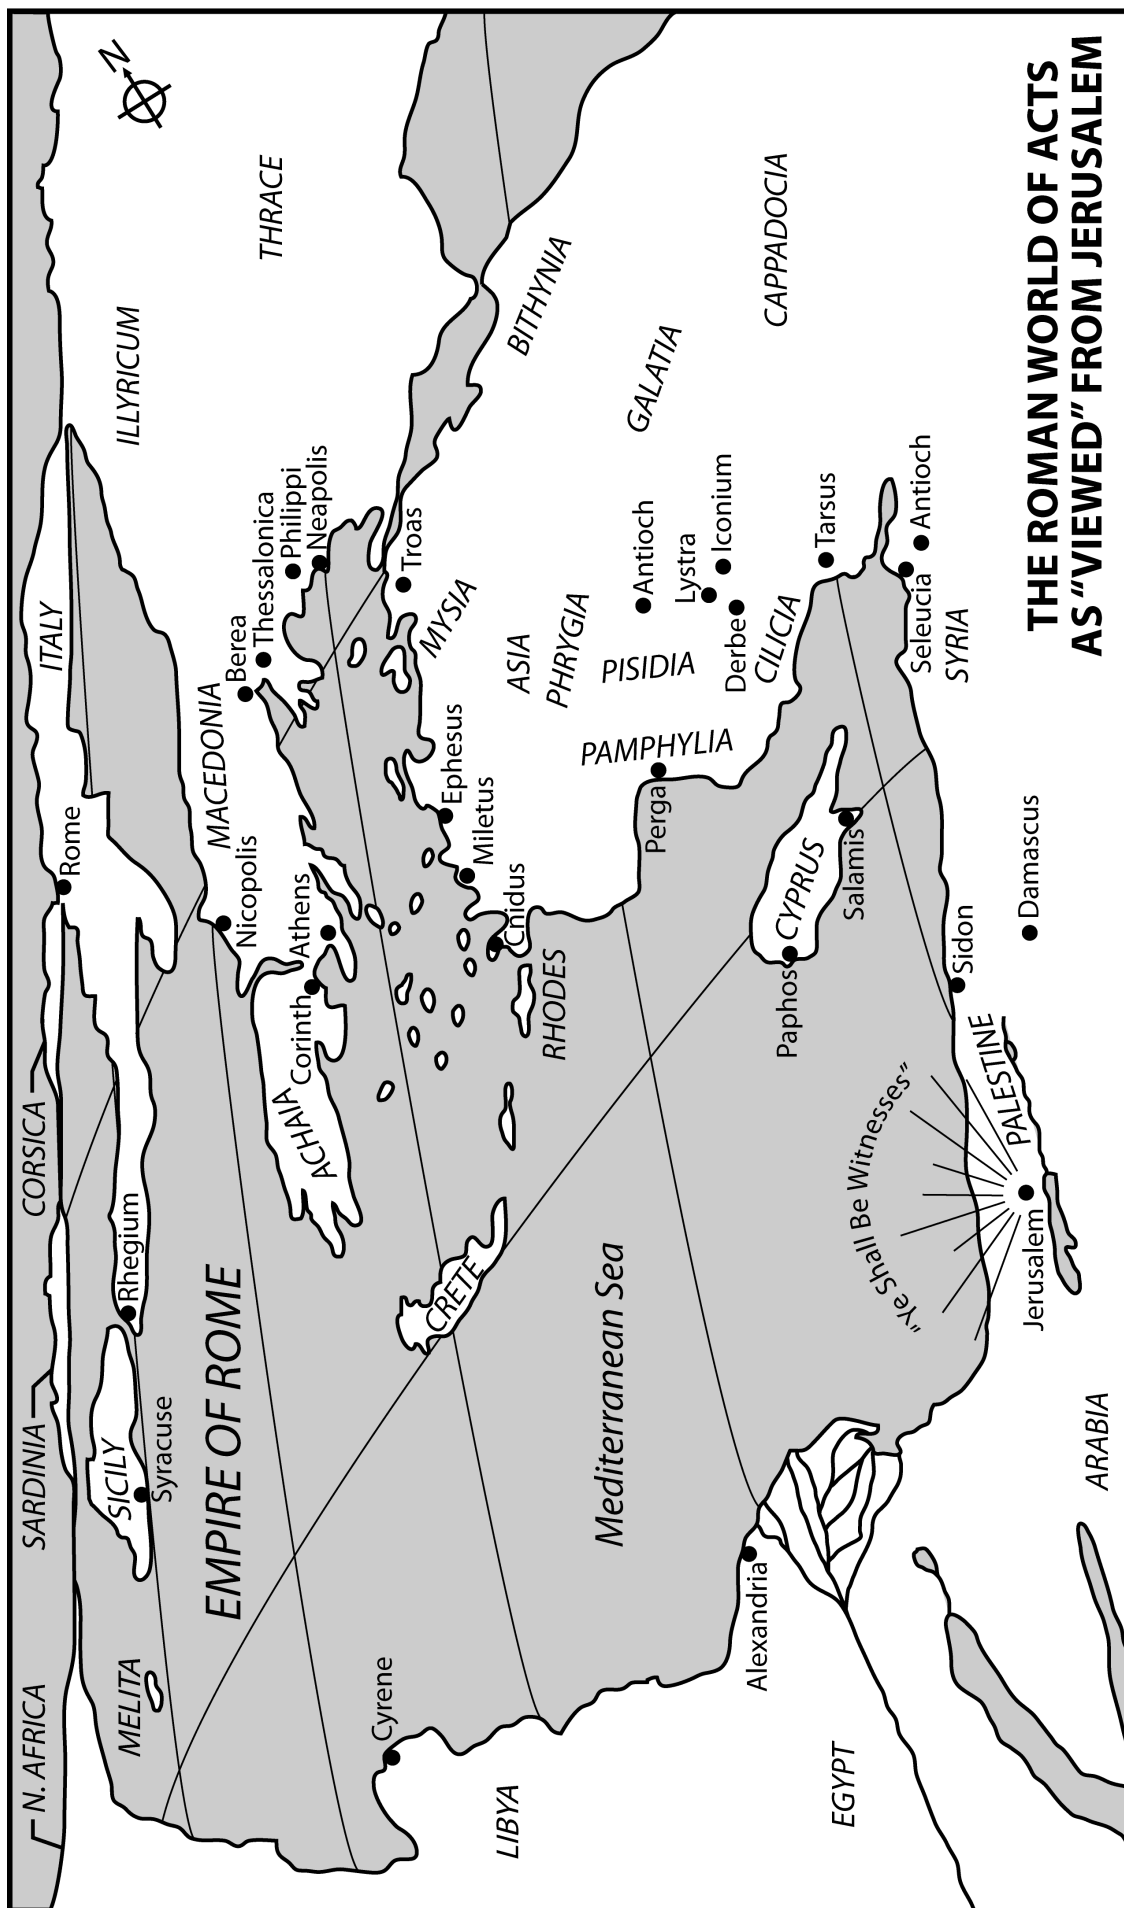 THE ROMAN WORLD OF ACTS
AS "VIEWED" FROM JERUSALEM
N
N. AFRICA
SARDINIA
CORSICA
ITALY
ILLYRICUM
THRACE
Rome
Rhegium
SICILY
Syracuse
MELITA
EMPIRE OF ROME
MACEDONIA
Nicopolis
Berea
Thessalonica
Philippi
Neapolis
Athens
Corinth
ACHAIA
Troas
MYSIA
BITHYNIA
ASIA
PHRYGIA
PISIDIA
GALATIA
CAPPADOCIA
Ephesus
Miletus
Cnidus
RHODES
CRETE
Mediterranean Sea
PAMPHYLIA
Perga
Antioch
Lystra
Iconium
Derbe
CILICIA
Tarsus
Antioch
Seleucia
SYRIA
CYPRUS
Salamis
Paphos
Sidon
Damascus
PALESTINE
"Ye Shall Be Witnesses"
Jerusalem
Cyrene
LIBYA
Alexandria
EGYPT
ARABIA